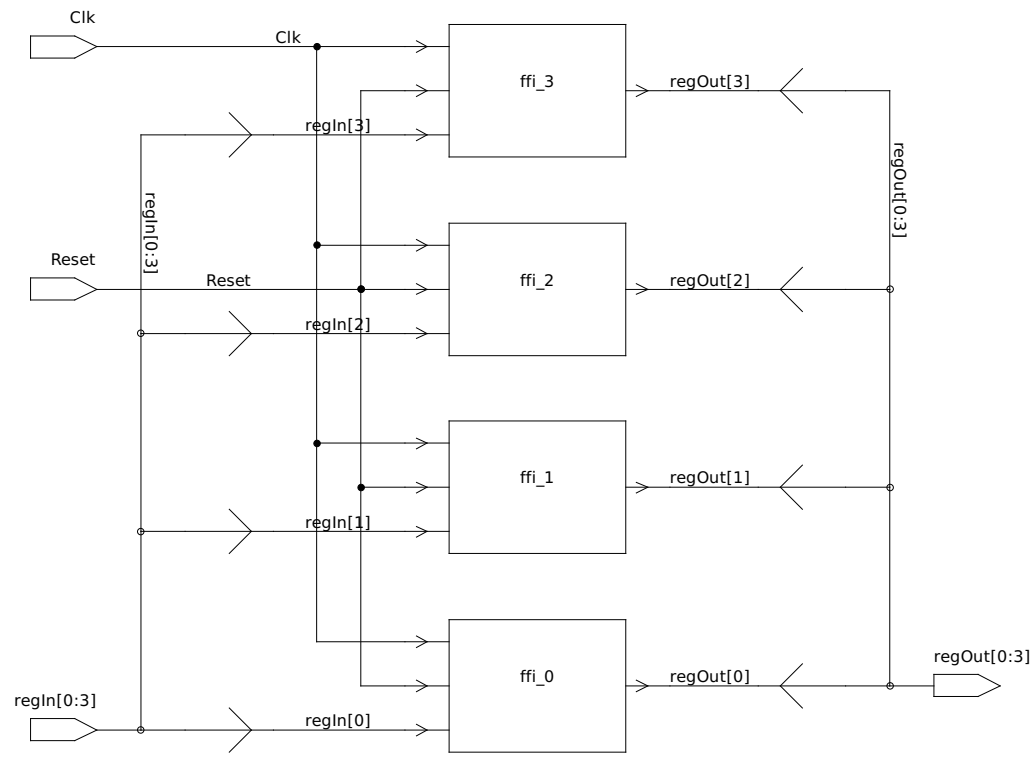 Clk
Clk
ffi_3
regOut[3]
regIn[3]
regIn[0:3]
regOut[0:3]
Reset
Reset
ffi_2
regOut[2]
regIn[2]
ffi_1
regOut[1]
regIn[1]
regOut[0:3]
ffi_0
regOut[0]
regIn[0:3]
regIn[0]